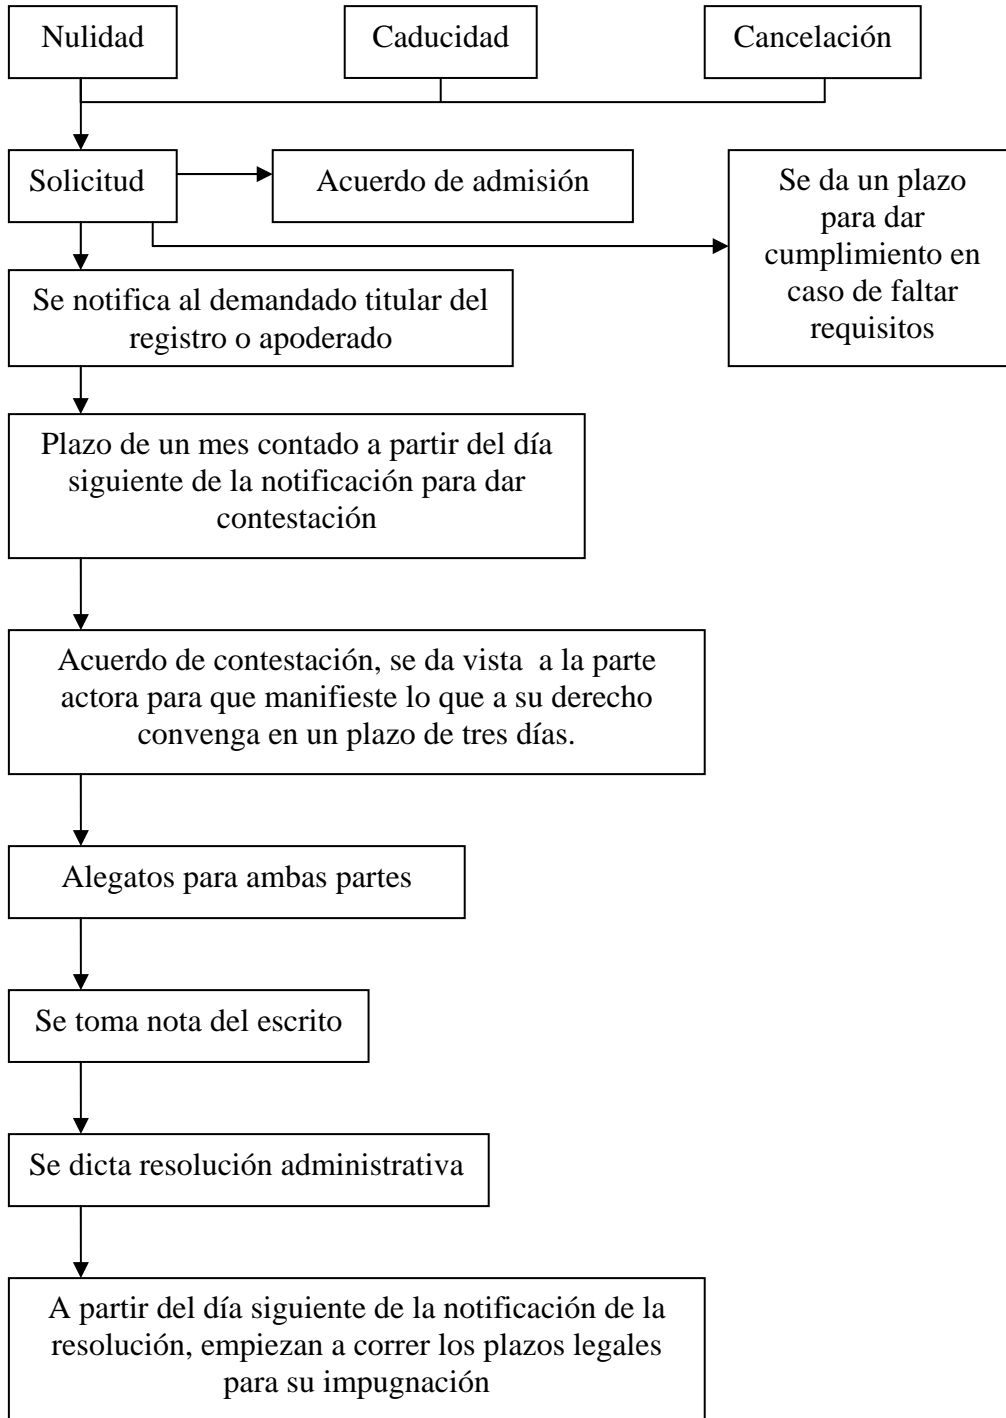 Nulidad
Caducidad
Cancelación
Solicitud
Acuerdo de admisión
Se da un plazo
para dar
cumplimiento en
caso de faltar
requisitos
Se notifica al demandado titular del
registro o apoderado
Plazo de un mes contado a partir del día
siguiente de la notificación para dar
contestación
Acuerdo de contestación, se da vista  a la parte
actora para que manifieste lo que a su derecho
convenga en un plazo de tres días.
Alegatos para ambas partes
Se toma nota del escrito
Se dicta resolución administrativa
A partir del día siguiente de la notificación de la
resolución, empiezan a correr los plazos legales
para su impugnación